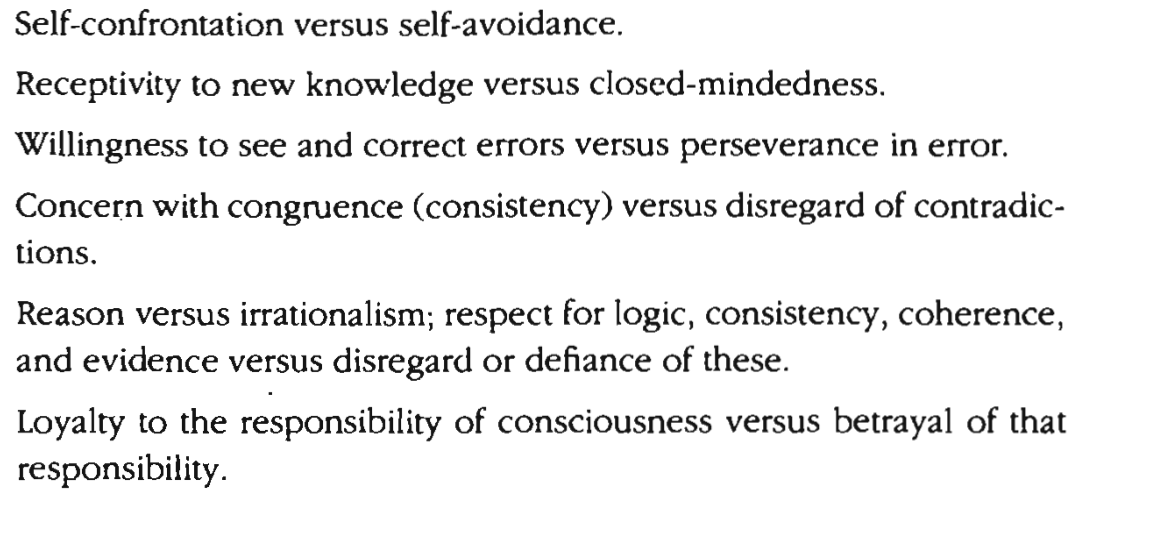 Self-confrontation versus self-avoidance.
Receptivity to new knowledge versus closed-mindedness.
Willingness to see and correct errors versus perseverance in error.
Concern with congruence (consistency) versus disregard of contradic-
tions.
Reason versus irrationalism; respect for logic, consistency, coherence,
and evidence versus disregard or defiance of these.
Loyalty to the responsibility of consciousness versus betrayal of that
responsibility.